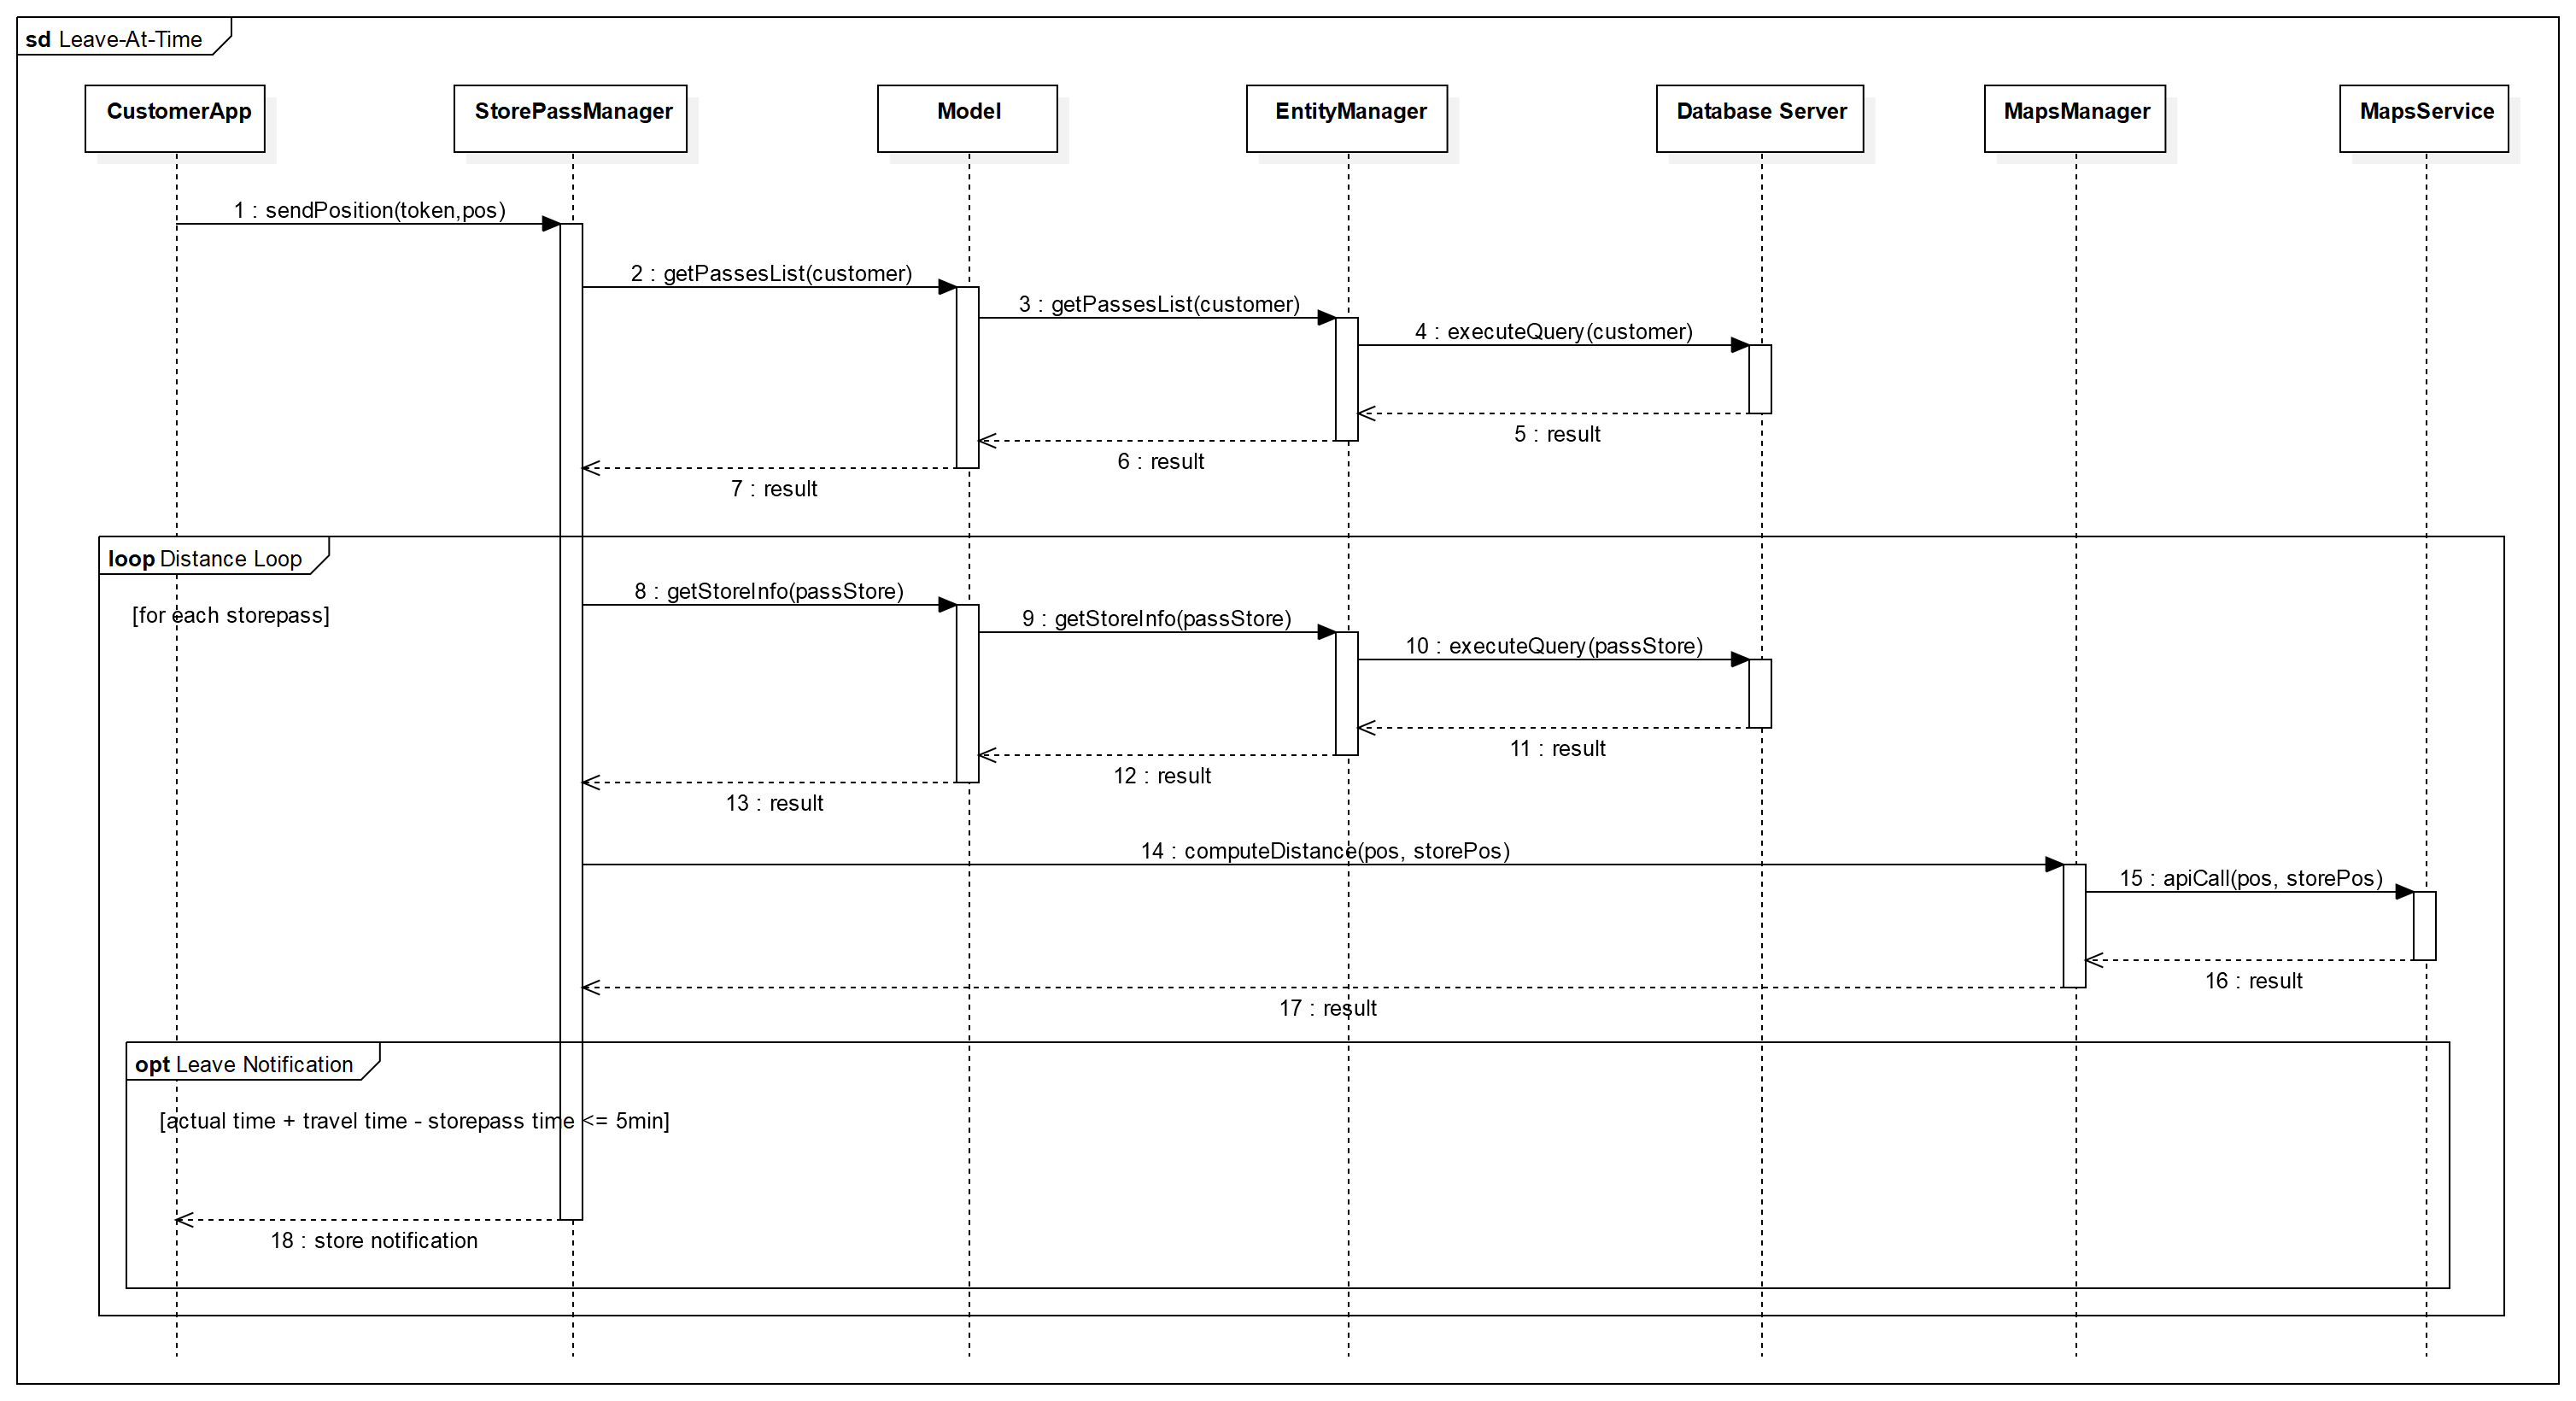 sd Leave-At-Time
CustomerApp
StorePassManager
Model
EntityManager
Database Server
MapsManager
MapsService
1 : sendPosition(token,pos)
2 : getPassesList(customer)
3 : getPassesList(customer)
4 : executeQuery(customer)
5 : result
6 : result
7 : result
loop Distance Loop
[for each storepass]
8 : getStoreInfo(passStore)
9 : getStoreInfo(passStore)
10 : executeQuery(passStore)
11 : result
12 : result
13 : result
14 : computeDistance(pos, storePos)
15 : apiCall(pos, storePos)
16 : result
17 : result
opt Leave Notification
[actual time + travel time - storepass time <= 5min]
18 : store notification